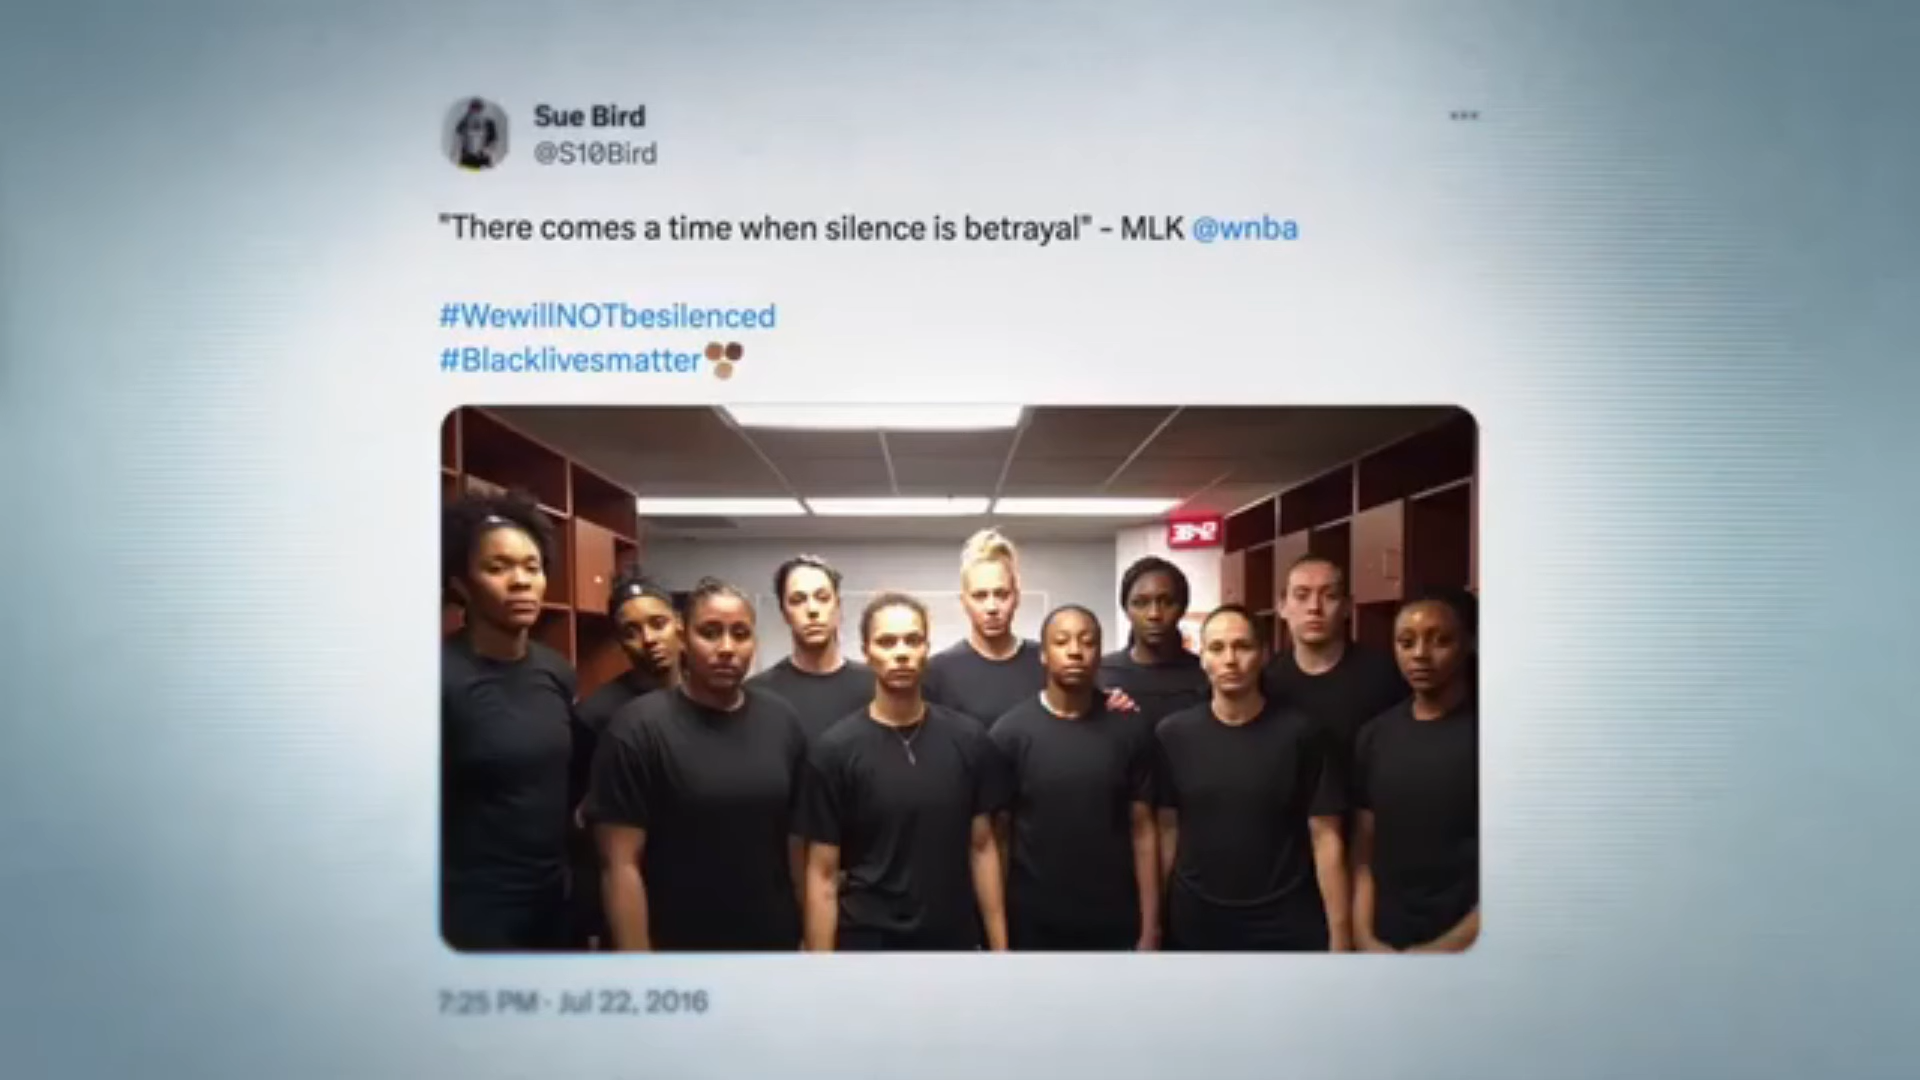 Sue Bird
@S10Bird
"There comes a time when silence is betrayal" - MLK @wnba
#WewillNOTbesilenced
#Blacklivesmatter
7:25 PM · Jul 22, 2016